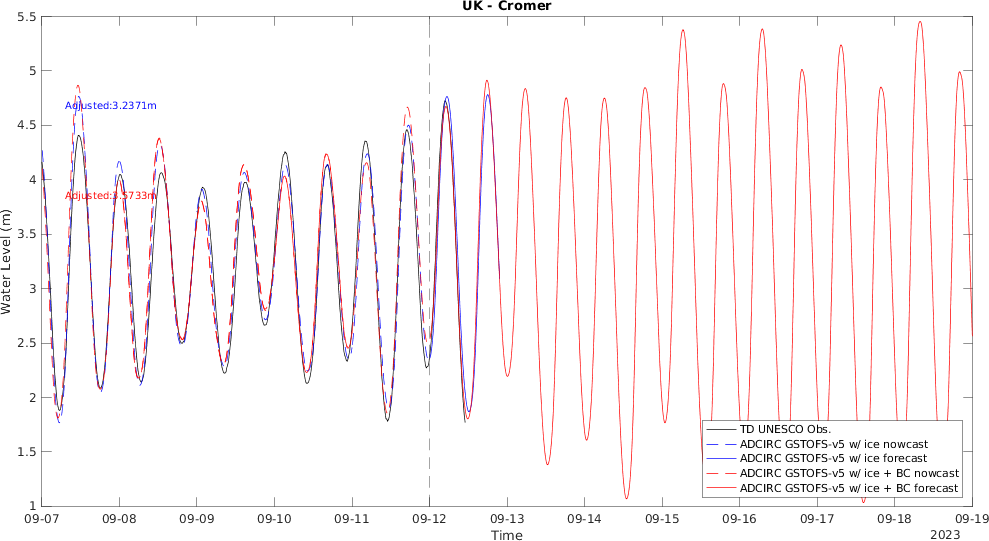 UK - Cromer
5.5
5
4.5
4
3.5
3
2.5
2
1.5
1
Water Level (m)
Adjusted:3.2371m
Adjusted:3.5733m
TD UNESCO Obs.
ADCIRC GSTOFS-v5 w/ ice nowcast
ADCIRC GSTOFS-v5 w/ ice forecast
ADCIRC GSTOFS-v5 w/ ice + BC nowcast
ADCIRC GSTOFS-v5 w/ ice + BC forecast
09-07 09-08 09-09 09-10 09-11 09-12 09-13 09-14 09-15 09-16 09-17 09-18 09-19
Time
2023